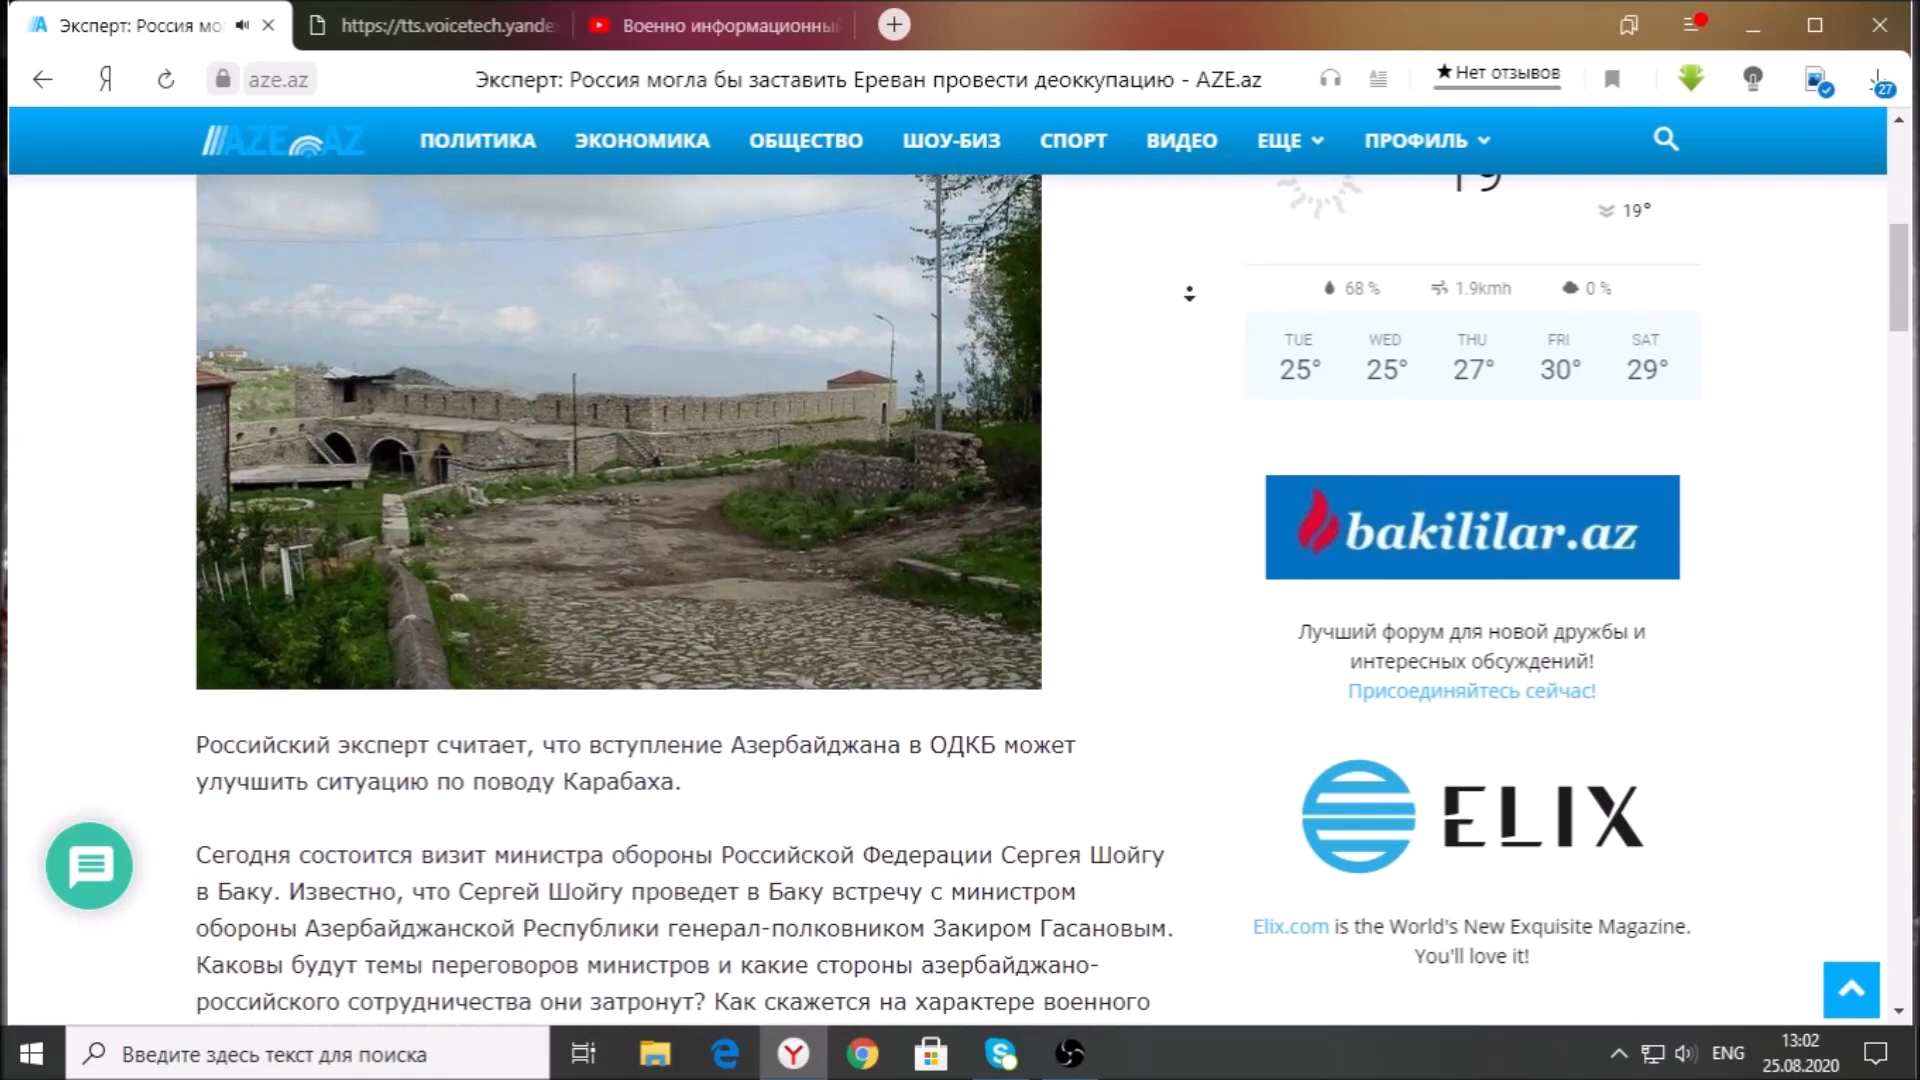 Эксперт: Россия мо
https://tts.voicetech.yande
Военно информационны
aze.az
Эксперт: Россия могла бы заставить Ереван провести деоккупацию - AZE.az
★Нет отзывов
27
AZE.AZ
ПОЛИТИКА
ЭКОНОМИКА
ОБЩЕСТВО
ШОУ-БИЗ
СПОРТ
ВИДЕО
ЕЩЕ
ПРОФИЛЬ
19
19°
68 %
1.9kmh
0 %
TUE WED THU FRI SAT
25° 25° 27° 30° 29°
bakililar.az
Лучший форум для новой дружбы и
интересных обсуждений!
Присоединяйтесь сейчас!
ELIX
Elix.com is the World's New Exquisite Magazine.
You'll love it!
Российский эксперт считает, что вступление Азербайджана в ОДКБ может
улучшить ситуацию по поводу Карабаха.
Сегодня состоится визит министра обороны Российской Федерации Сергея Шойгу
в Баку. Известно, что Сергей Шойгу проведет в Баку встречу с министром
обороны Азербайджанской Республики генерал-полковником Закиром Гасановым.
Каковы будут темы переговоров министров и какие стороны азербайджано-
российского сотрудничества они затронут? Как скажется на характере военного
Введите здесь текст для поиска
ENG
13:02
25.08.2020